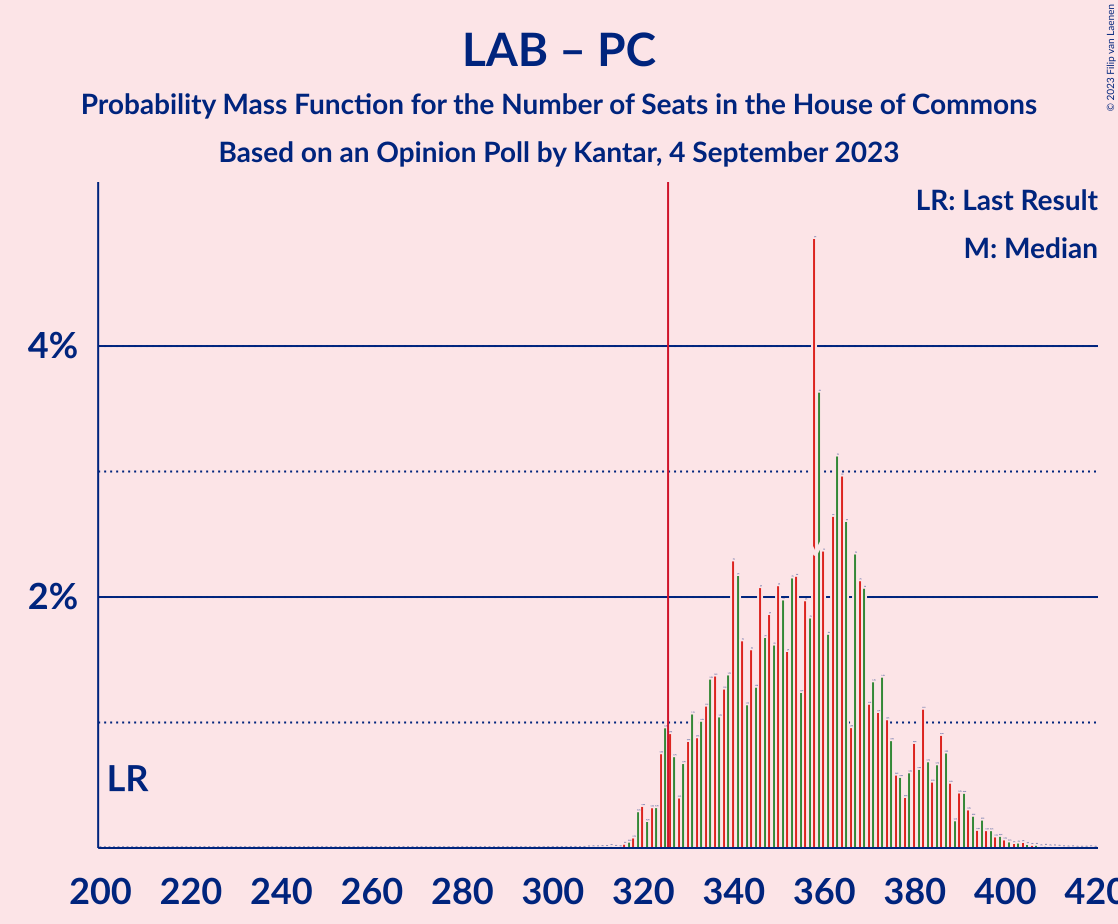 LAB – PC
Probability Mass Function for the Number of Seats in the House of Commons
Based on an Opinion Poll by Kantar, 4 September 2023
© 2023 Filip van Laenen
LR: Last Result
M: Median
4%
2%
LR
200 220 240 260 280 300 320 340 360 380 400 420